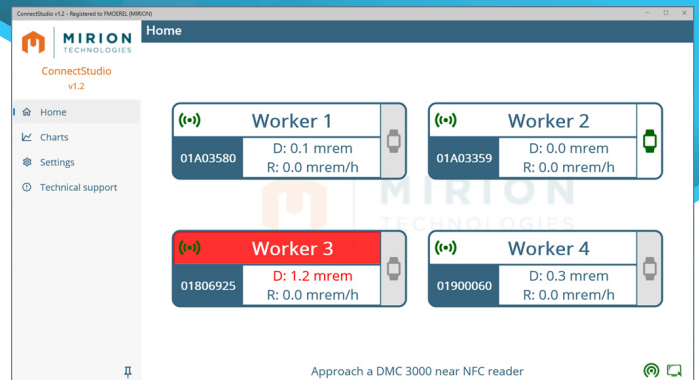 ConnectStudio v1.2 - Registered to FMOEREL (MIRION)
MIRION
TECHNOLOGIES
ConnectStudio
v1.2
Home
Charts
Settings
Technical support
Home
Worker 1
01A03580
D: 0.1 mrem
R: 0.0 mrem/h
Worker 2
01A03359
D: 0.0 mrem
R: 0.0 mrem/h
MIRION
TECHNOLOGIES
Worker 3
01806925
D: 1.2 mrem
R: 0.0 mrem/h
Worker 4
01900060
D: 0.3 mrem
R: 0.0 mrem/h
Approach a DMC 3000 near NFC reader